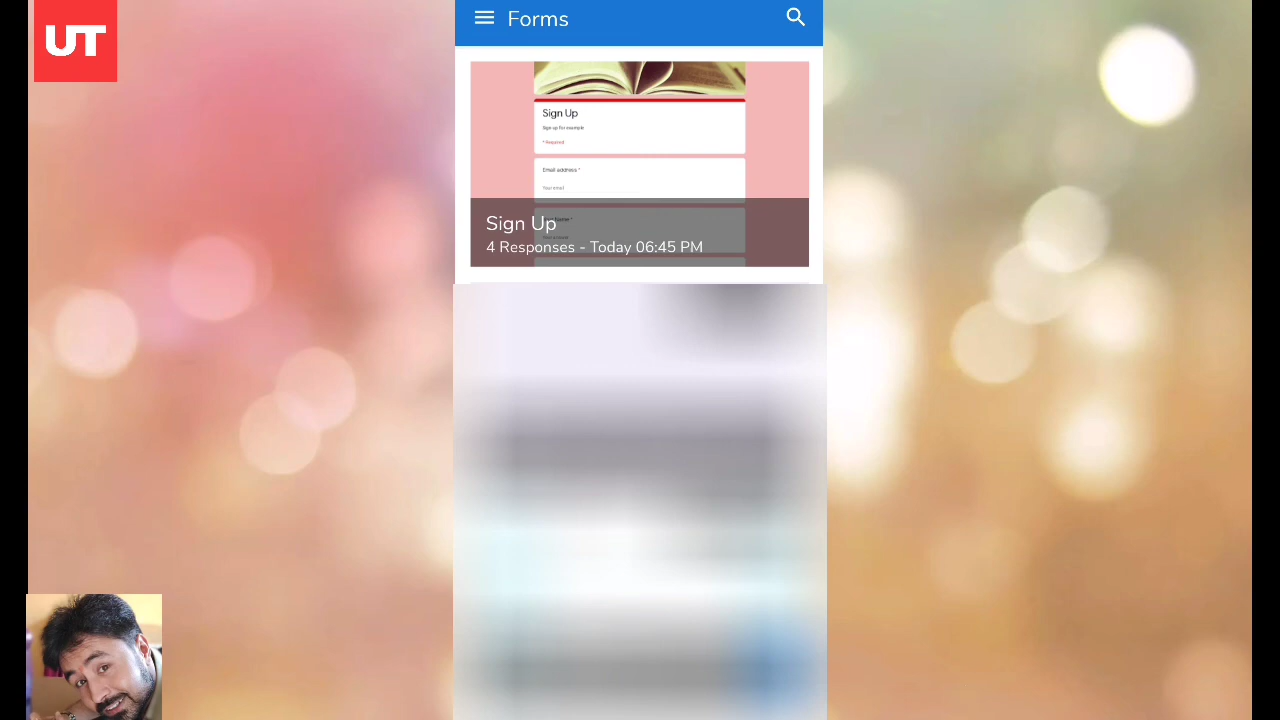 UT
Forms
Sign Up
Sign up for example
* Required
Email address *
Your email
Sign Up
4 Responses - Today 06:45 PM